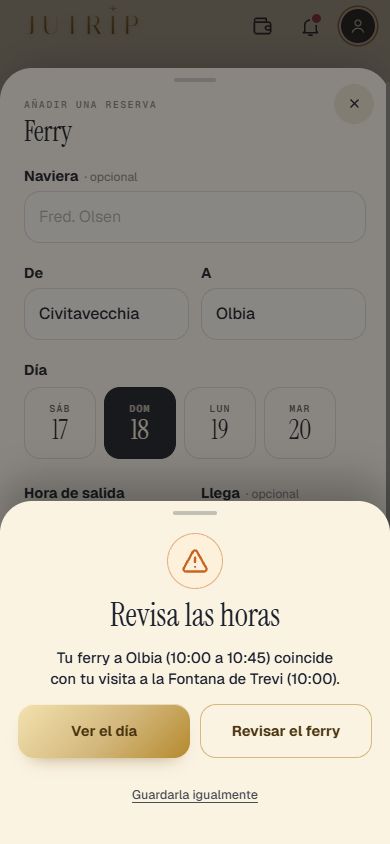 JUTRIP
AÑADIR UNA RESERVA
Ferry
Naviera · opcional
Fred. Olsen
De
A
Civitavecchia
Olbia
Día
SÁB
17
DOM
18
LUN
19
MAR
20
Hora de salida
Llega · opcional
Revisa las horas
Tu ferry a Olbia (10:00 a 10:45) coincide
con tu visita a la Fontana de Trevi (10:00).
Ver el día
Revisar el ferry
Guardarla igualmente